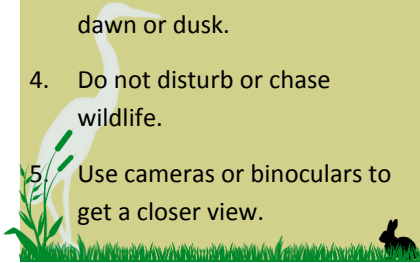 dawn or dusk.
4. Do not disturb or chase
wildlife.
5. Use cameras or binoculars to
get a closer view.